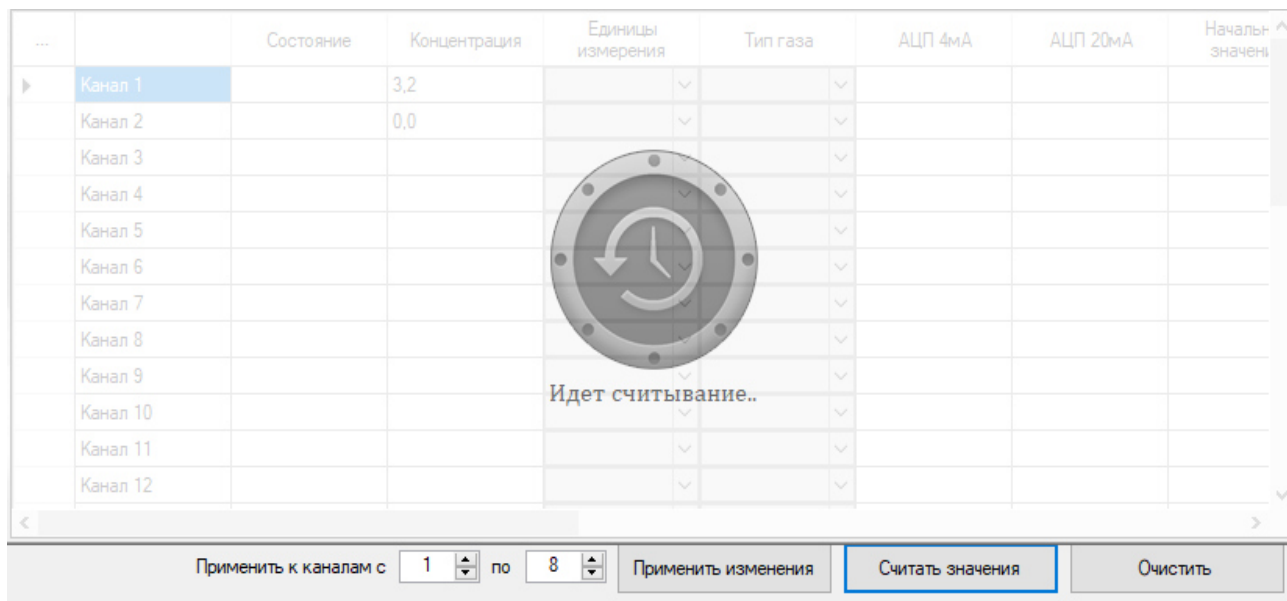 ... Состояние Концентрация Единицы измерения Тип газа АЦП 4мА АЦП 20мА Начальн значени
Канал 1 3,2
Канал 2 0,0
Канал 3
Канал 4
Канал 5
Канал 6
Канал 7
Канал 8
Канал 9
Идет считывание..
Канал 10
Канал 11
Канал 12
Применить к каналам с 1 по 8 Применить изменения Считать значения Очистить